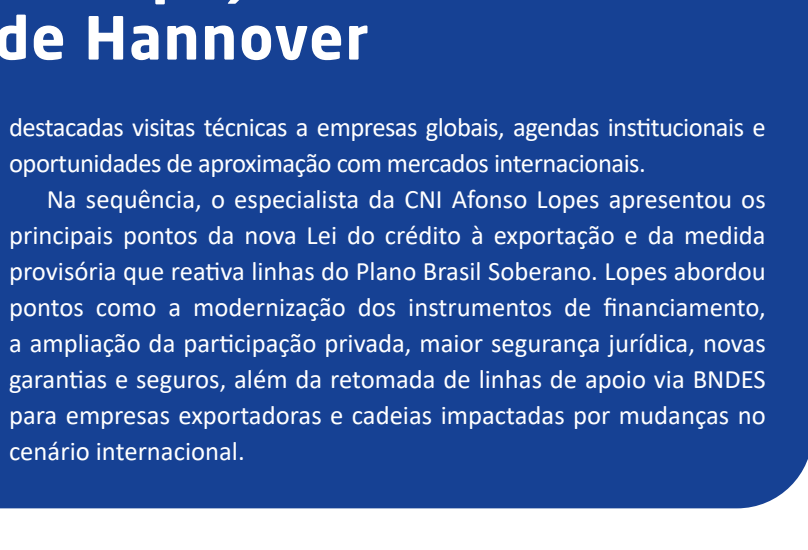 de Hannover
destacadas visitas técnicas a empresas globais, agendas institucionais e
oportunidades de aproximação com mercados internacionais.
Na sequência, o especialista da CNI Afonso Lopes apresentou os
principais pontos da nova Lei do crédito à exportação e da medida
provisória que reativa linhas do Plano Brasil Soberano. Lopes abordou
pontos como a modernização dos instrumentos de financiamento,
a ampliação da participação privada, maior segurança jurídica, novas
garantias e seguros, além da retomada de linhas de apoio via BNDES
para empresas exportadoras e cadeias impactadas por mudanças no
cenário internacional.